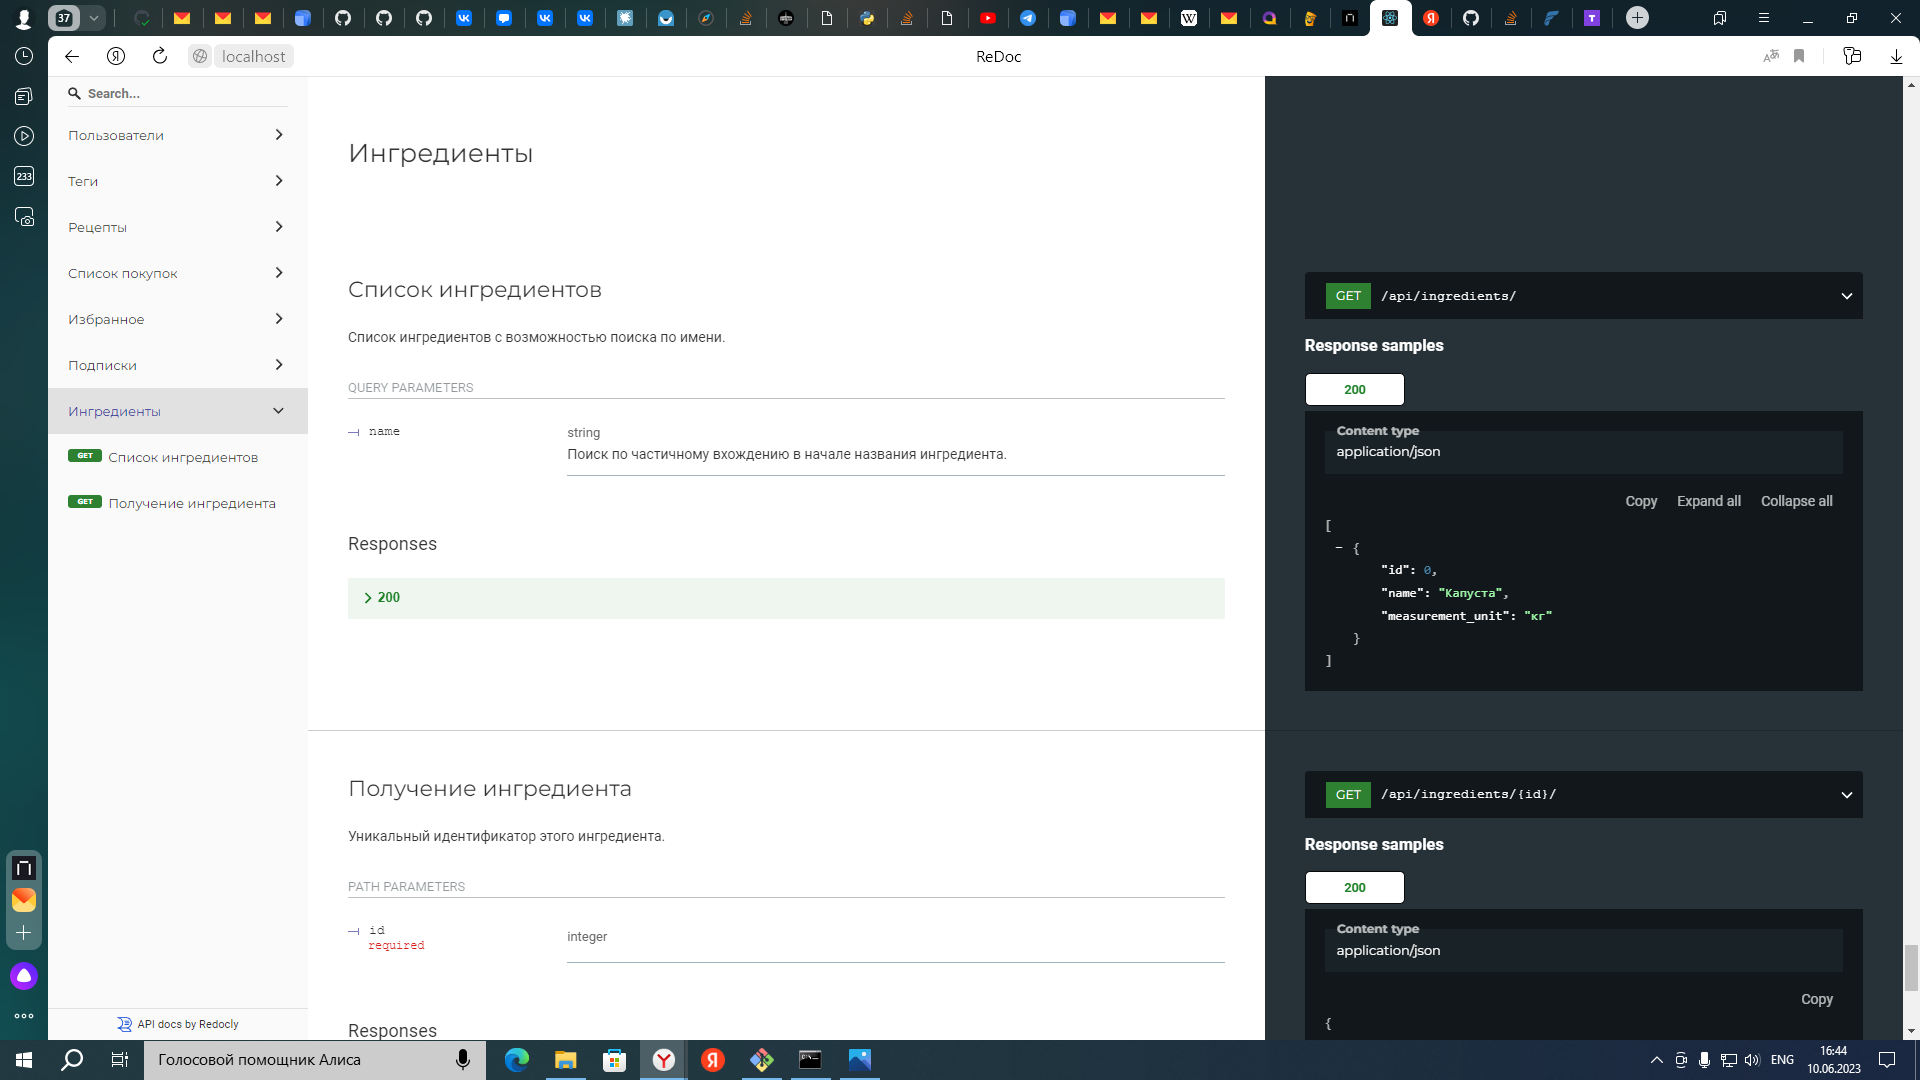 37
localhost
ReDoc
233
Search...
Пользователи
Теги
Рецепты
Список покупок
Избранное
Подписки
Ингредиенты
GET Список ингредиентов
GET Получение ингредиента
API docs by Redocly
Ингредиенты
Список ингредиентов
Список ингредиентов с возможностью поиска по имени.
QUERY PARAMETERS
name
string
Поиск по частичному вхождению в начале названия ингредиента.
Responses
200
GET /api/ingredients/
Response samples
200
Content type
application/json
Copy Expand all Collapse all
[
- {
"id": 0,
"name": "Капуста",
"measurement_unit": "кг"
}
]
Получение ингредиента
Уникальный идентификатор этого ингредиента.
PATH PARAMETERS
id
required
integer
Responses
GET /api/ingredients/{id}/
Response samples
200
Content type
application/json
Copy
{
Голосовой помощник Алиса
ENG
16:44
10.06.2023